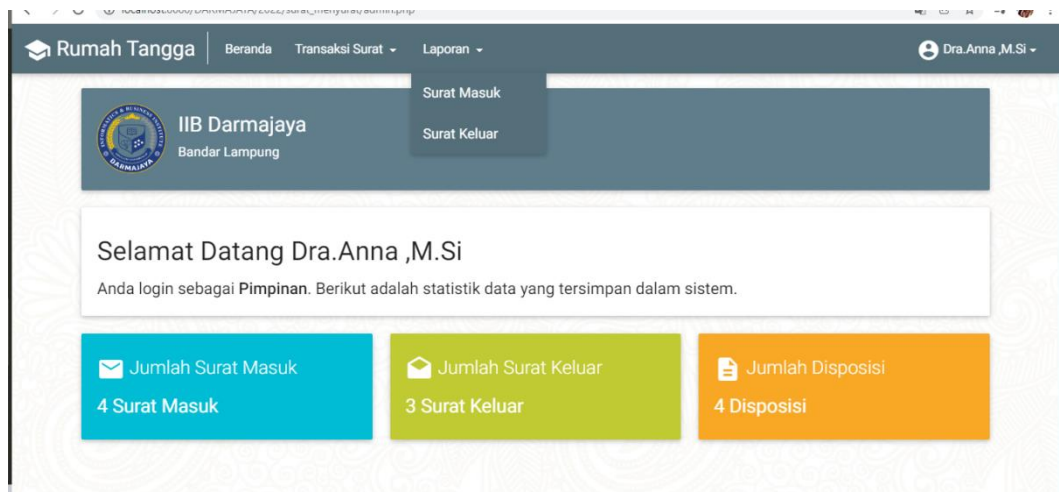 Rumah Tangga
Beranda
Transaksi Surat
Laporan
Dra.Anna ,M.Si
Surat Masuk
Surat Keluar
IIB Darmajaya
Bandar Lampung
DARMAJAYA
Selamat Datang Dra.Anna ,M.Si
Anda login sebagai Pimpinan. Berikut adalah statistik data yang tersimpan dalam sistem.
Jumlah Surat Masuk
4 Surat Masuk
Jumlah Surat Keluar
3 Surat Keluar
Jumlah Disposisi
4 Disposisi